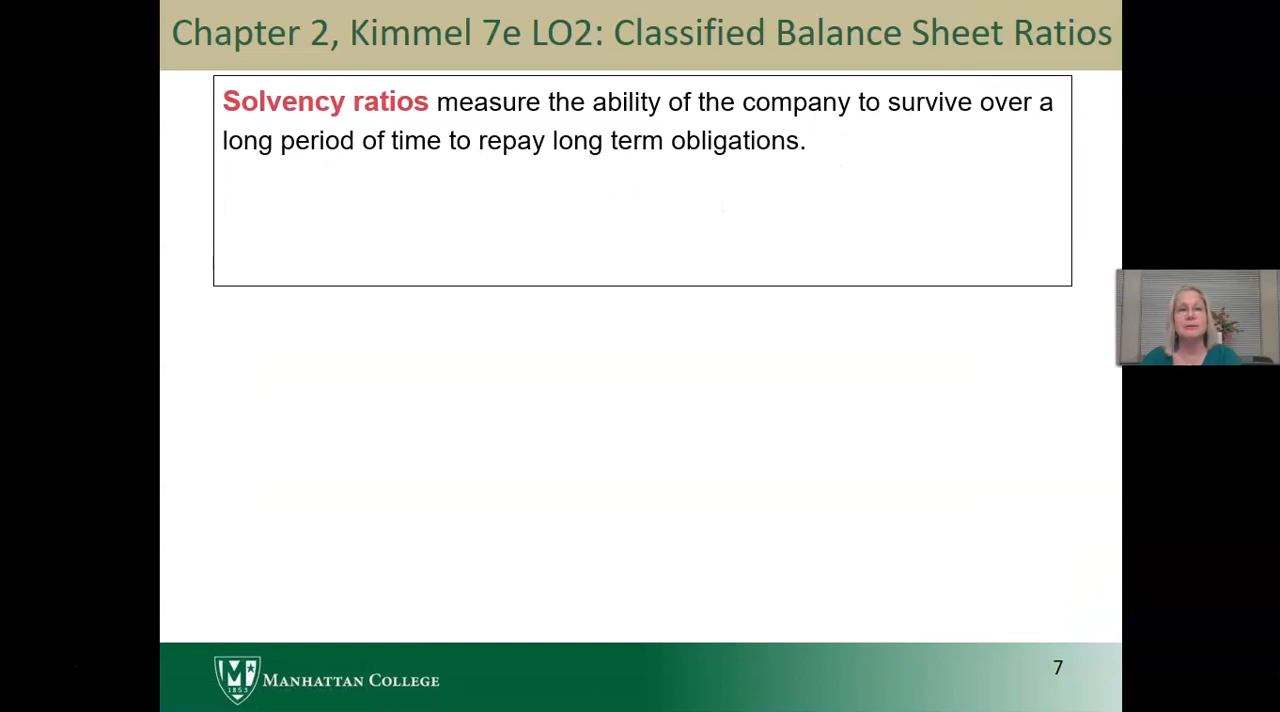 Chapter 2, Kimmel 7e LO2: Classified Balance Sheet Ratios
Solvency ratios measure the ability of the company to survive over a
long period of time to repay long term obligations.
M
1853
MANHATTAN COLLEGE
7